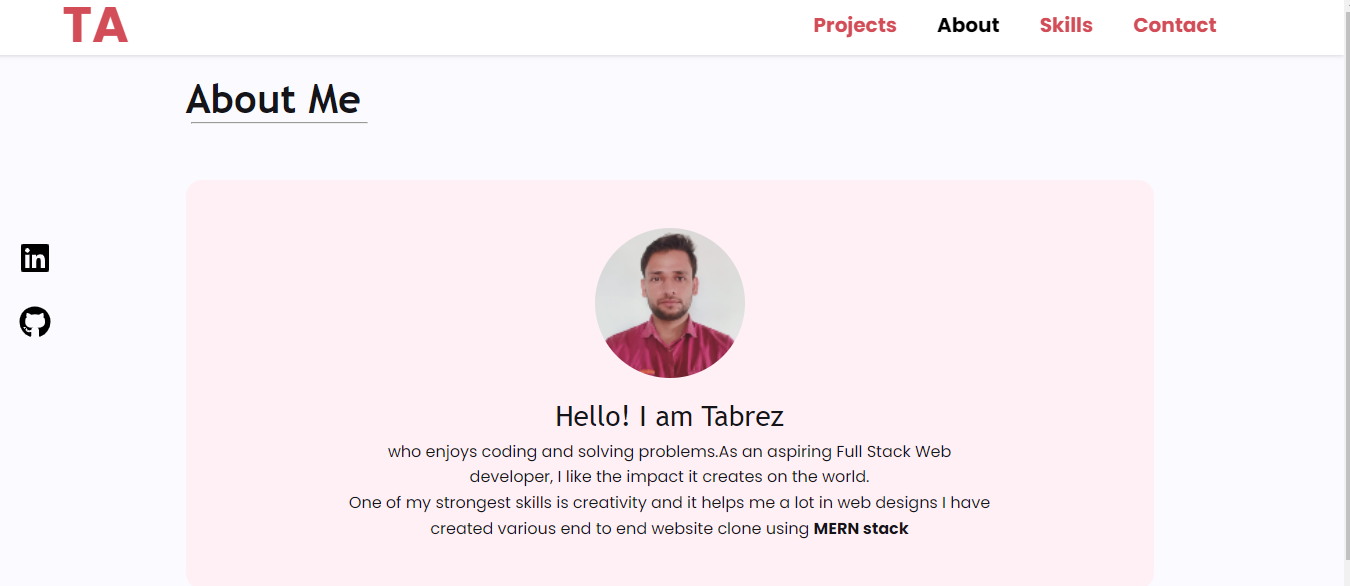 TA
Projects About Skills Contact
About Me
in
Hello! I am Tabrez
who enjoys coding and solving problems.As an aspiring Full Stack Web
developer, I like the impact it creates on the world.
One of my strongest skills is creativity and it helps me a lot in web designs I have
created various end to end website clone using MERN stack